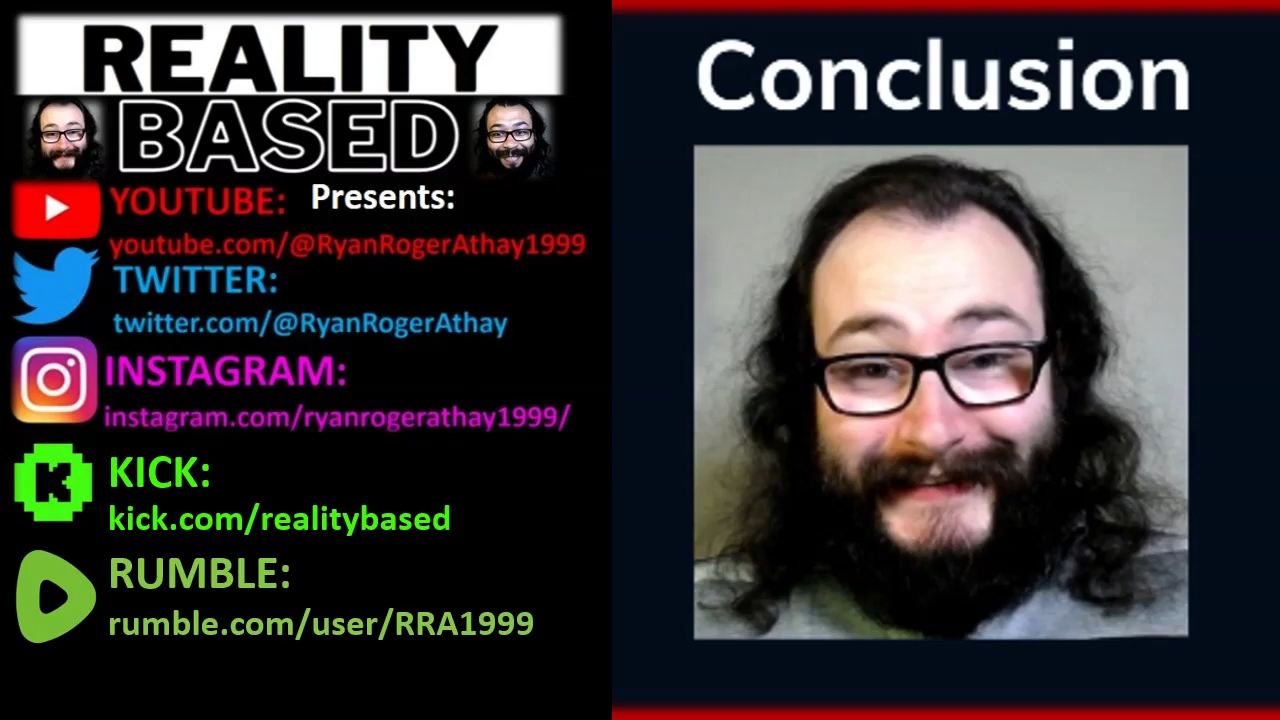 REALITY
BASED
YOUTUBE: Presents:
youtube.com/@RyanRogerAthay1999
TWITTER:
twitter.com/@RyanRogerAthay
INSTAGRAM:
instagram.com/ryanrogerathay1999/
K
KICK:
kick.com/realitybased
RUMBLE:
rumble.com/user/RRA1999
Conclusion